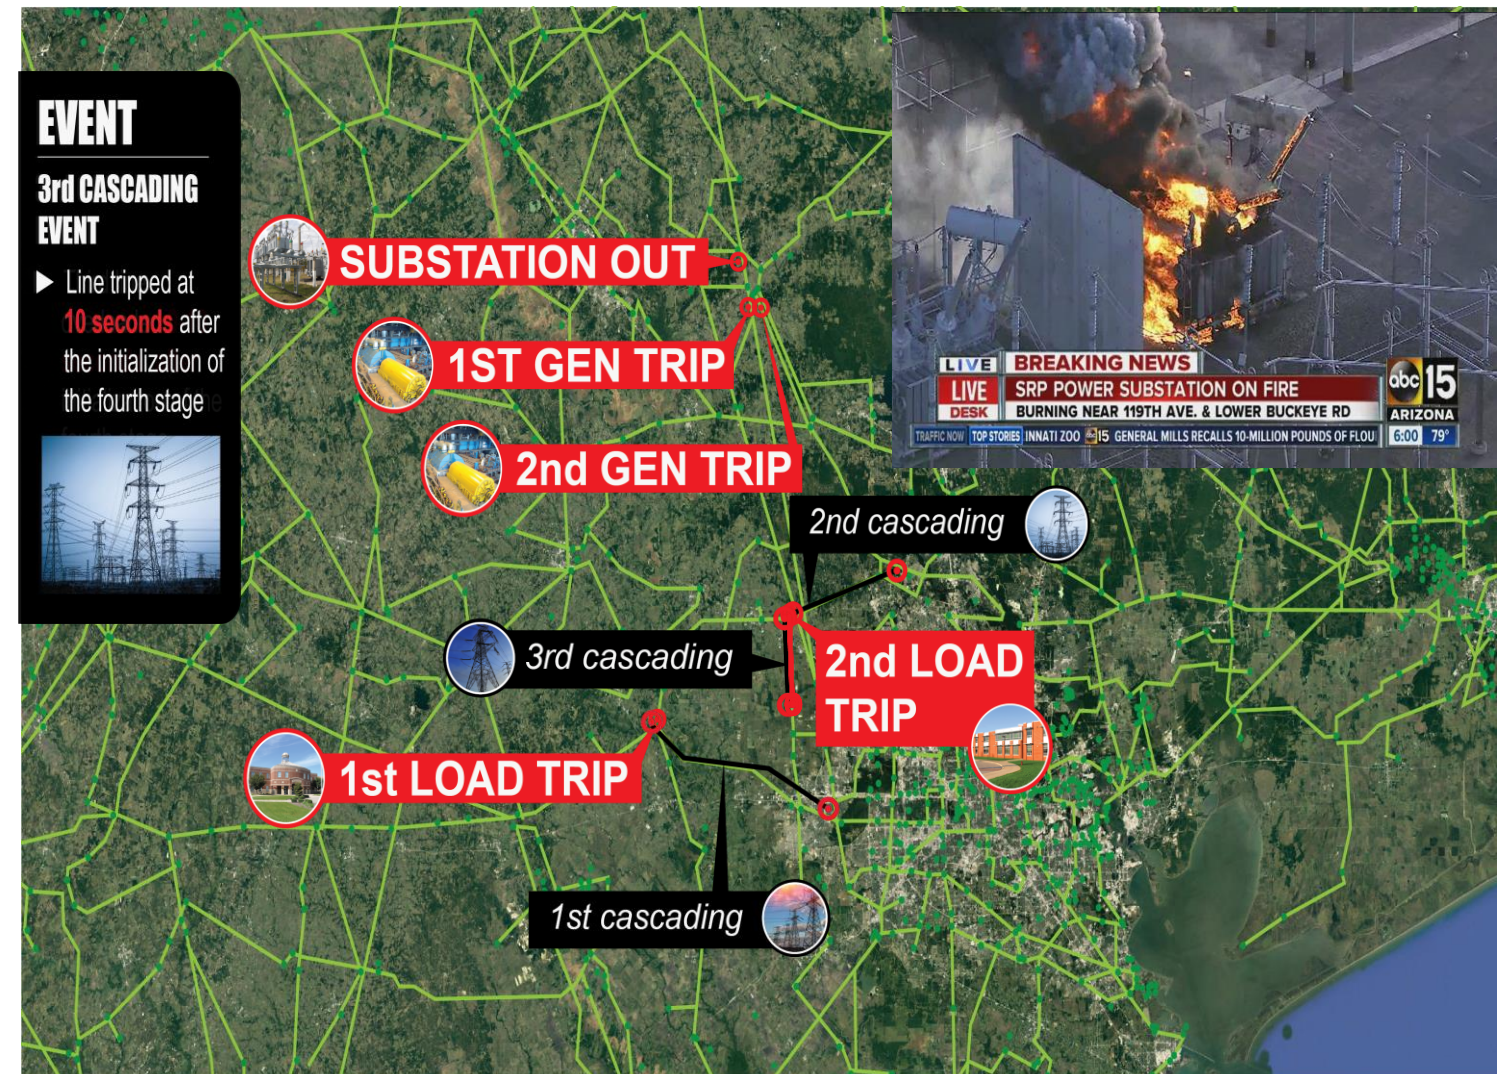 EVENT
3rd CASCADING
EVENT
▶ Line tripped at
10 seconds after
the initialization of
the fourth stage
SUBSTATION OUT
1ST GEN TRIP
2nd GEN TRIP
2nd cascading
3rd cascading
2nd LOAD
TRIP
1st LOAD TRIP
1st cascading
LIVE BREAKING NEWS
LIVE
DESK
SRP POWER SUBSTATION ON FIRE
BURNING NEAR 119TH AVE. & LOWER BUCKEYE RD
abc 15
ARIZONA
TRAFFIC NOW TOP STORIES INNATI ZOO abc 15 GENERAL MILLS RECALLS 10-MILLION POUNDS OF FLOU 6:00 79°